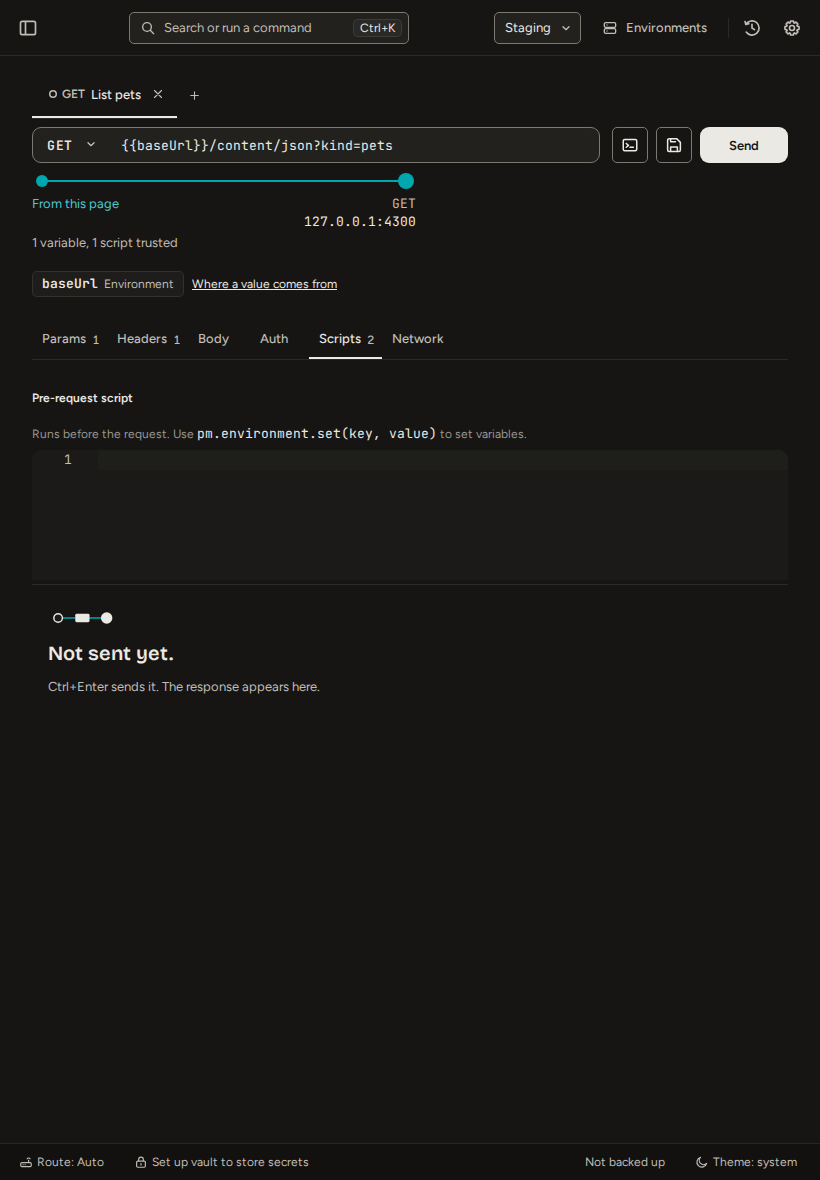 Search or run a command Ctrl+K Staging Environments
GET List pets
GET {{baseUrl}}/content/json?kind=pets Send
From this page GET
127.0.0.1:4300
1 variable, 1 script trusted
baseUrl Environment Where a value comes from
Params 1 Headers 1 Body Auth Scripts 2 Network
Pre-request script
Runs before the request. Use pm.environment.set(key, value) to set variables.
1
Not sent yet.
Ctrl+Enter sends it. The response appears here.
Route: Auto Set up vault to store secrets Not backed up Theme: system